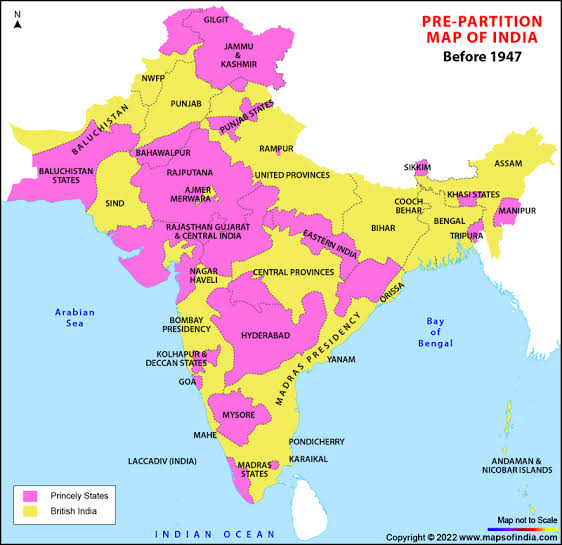 N
PRE-PARTITION
MAP OF INDIA
Before 1947
GILGIT
JAMMU
&
KASHMIR
NWFP
PUNJAB
BALUCHISTAN
PUNJAB STATES
BAHAWALPUR
RAMPUR
BALUCHISTAN
STATES
RAJPUTANA
UNITED PROVINCES
SIKKIM
ASSAM
AJMER
MERWARA
SIND
COOCH
BEHAR
KHASI STATES
MANIPUR
RAJASTHAN GUJARAT
& CENTRAL INDIA
EASTERN INDIA
BIHAR
BENGAL
TRIPURA
NAGAR
HAVELI
CENTRAL PROVINCES
ORISSA
Arabian
Sea
BOMBAY
PRESIDENCY
HYDERABAD
MADRAS PRESIDENCY
Bay
of
Bengal
KOLHAPUR &
DECCAN STATES
YANAM
GOA
MYSORE
MAHE
PONDICHERRY
LACCADIV (INDIA)
MADRAS
STATES
KARAIKAL
ANDAMAN &
NICOBAR ISLANDS
Princely States
British India
INDIAN OCEAN
Map not to Scale
Copyright © 2022 www.mapsofindia.com